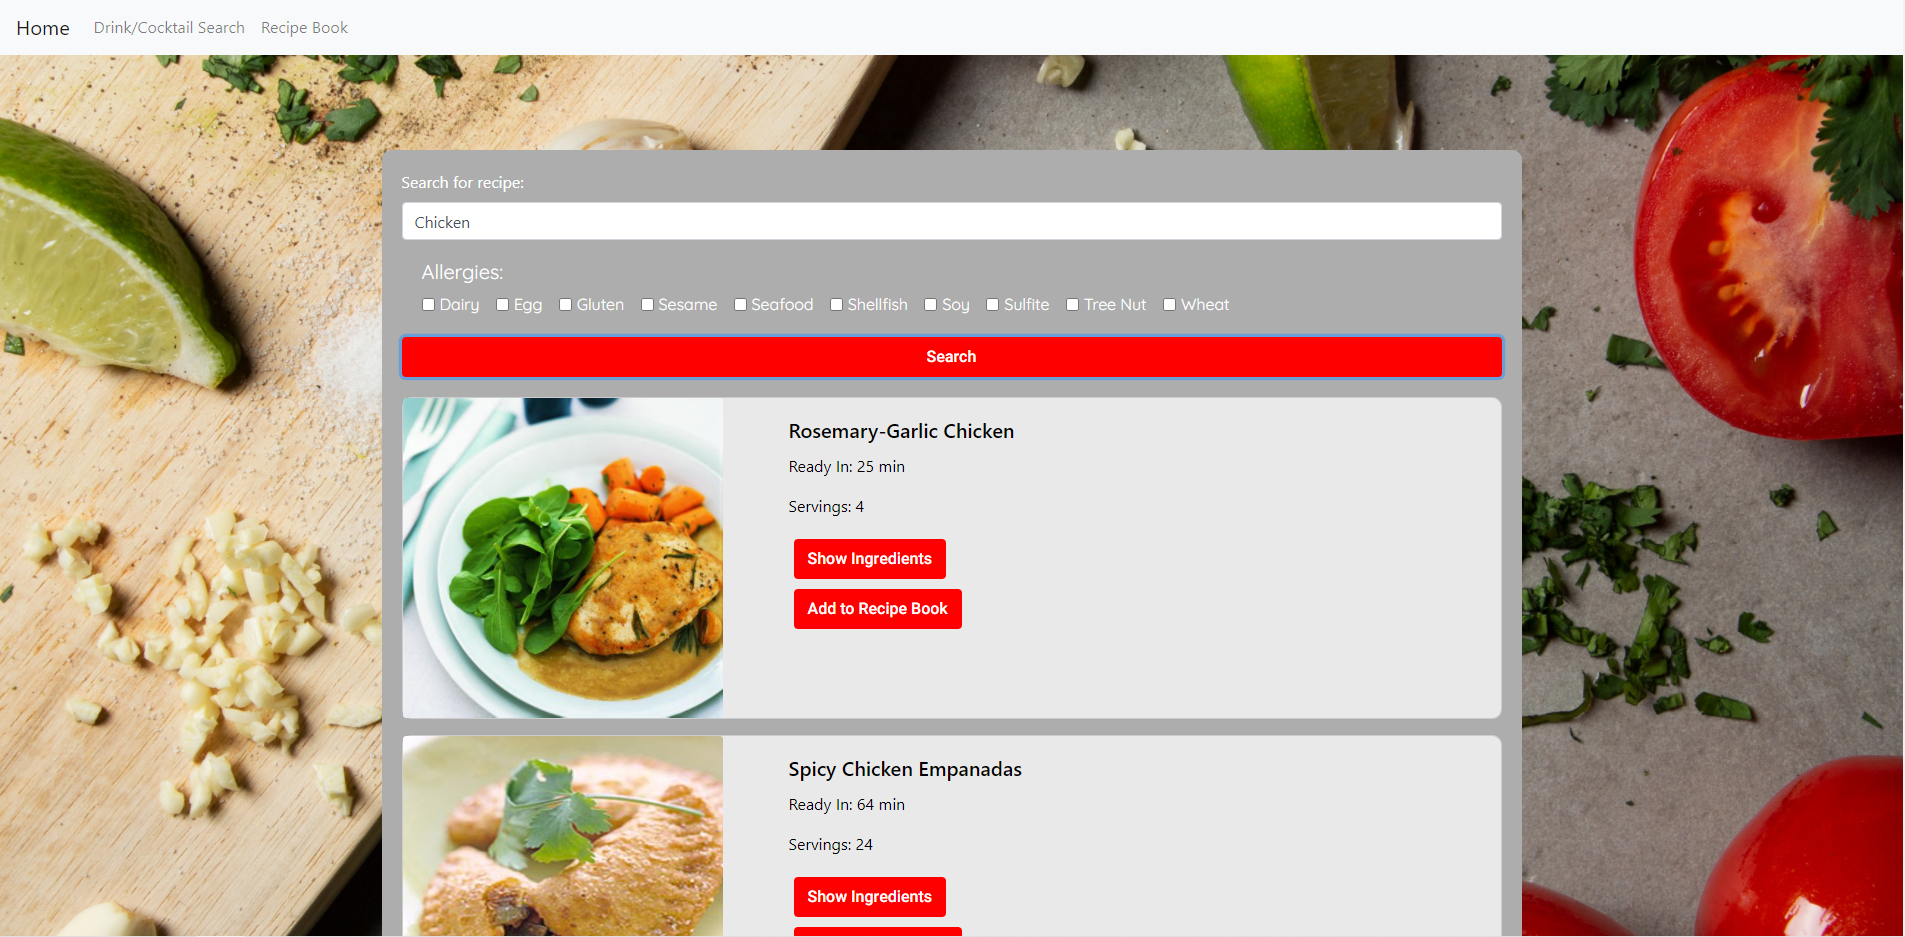 Home Drink/Cocktail Search Recipe Book
Search for recipe:
Chicken
Allergies:
Dairy Egg Gluten Sesame Seafood Shellfish Soy Sulfite Tree Nut Wheat
Search
Rosemary-Garlic Chicken
Ready In: 25 min
Servings: 4
Show Ingredients
Add to Recipe Book
Spicy Chicken Empanadas
Ready In: 64 min
Servings: 24
Show Ingredients